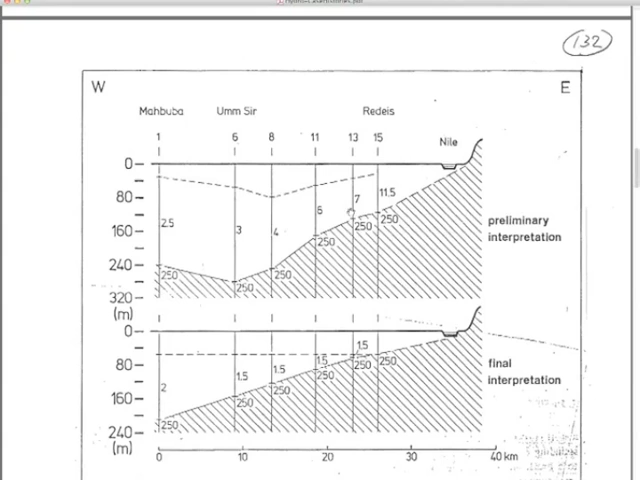 132
W E
Mahbuba Umm Sir Redeis
1 6 8 11 13 15 Nile
0
80
160
240
320
(m)
2.5 3 4 6 7 11.5
250 250 250 250 250 250
preliminary
interpretation
0
80
160
240
(m)
2 1.5 1.5 1.5 1.5
250 250 250 250 250 250
final
interpretation
0 10 20 30 40 km